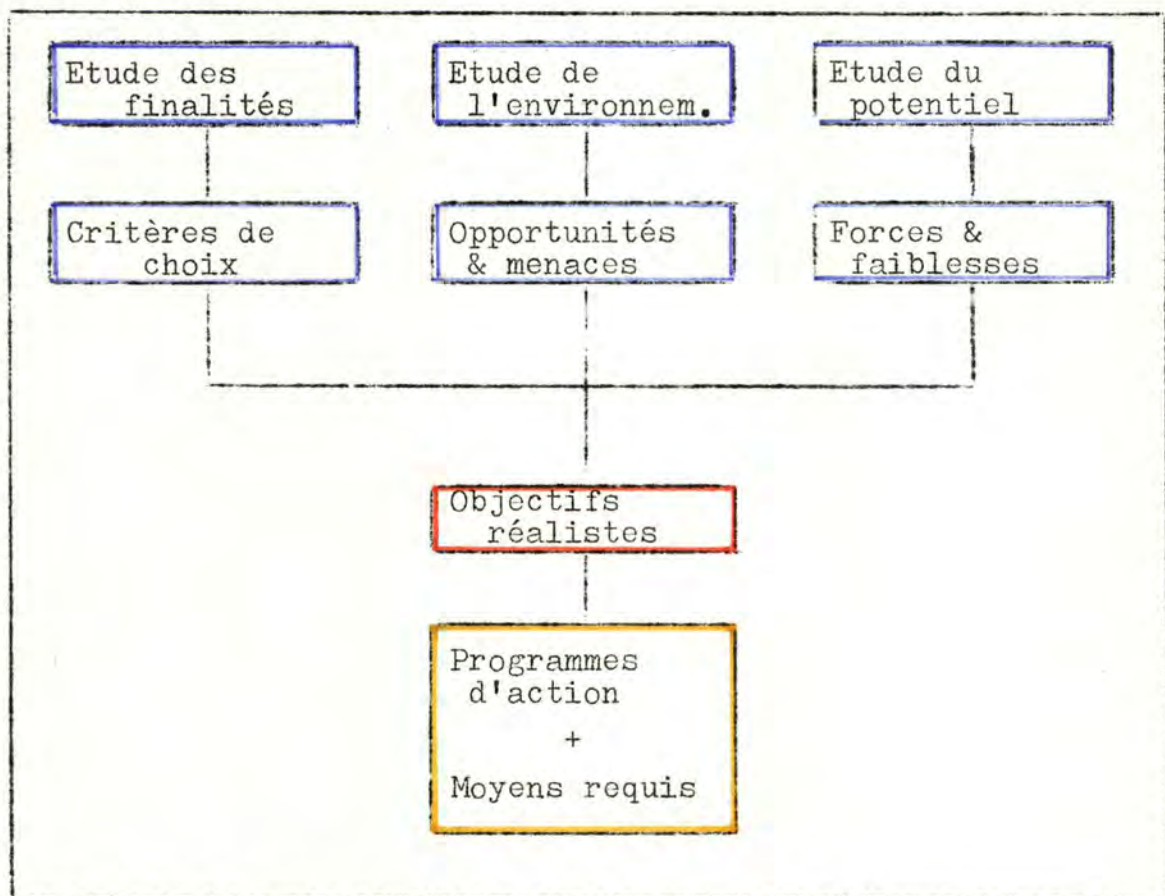 Etude des
finalités
Etude de
l'environnem.
Etude du
potentiel
Critères de
choix
Opportunités
& menaces
Forces &
faiblesses
Objectifs
réalistes
Programmes
d'action
+
Moyens requis